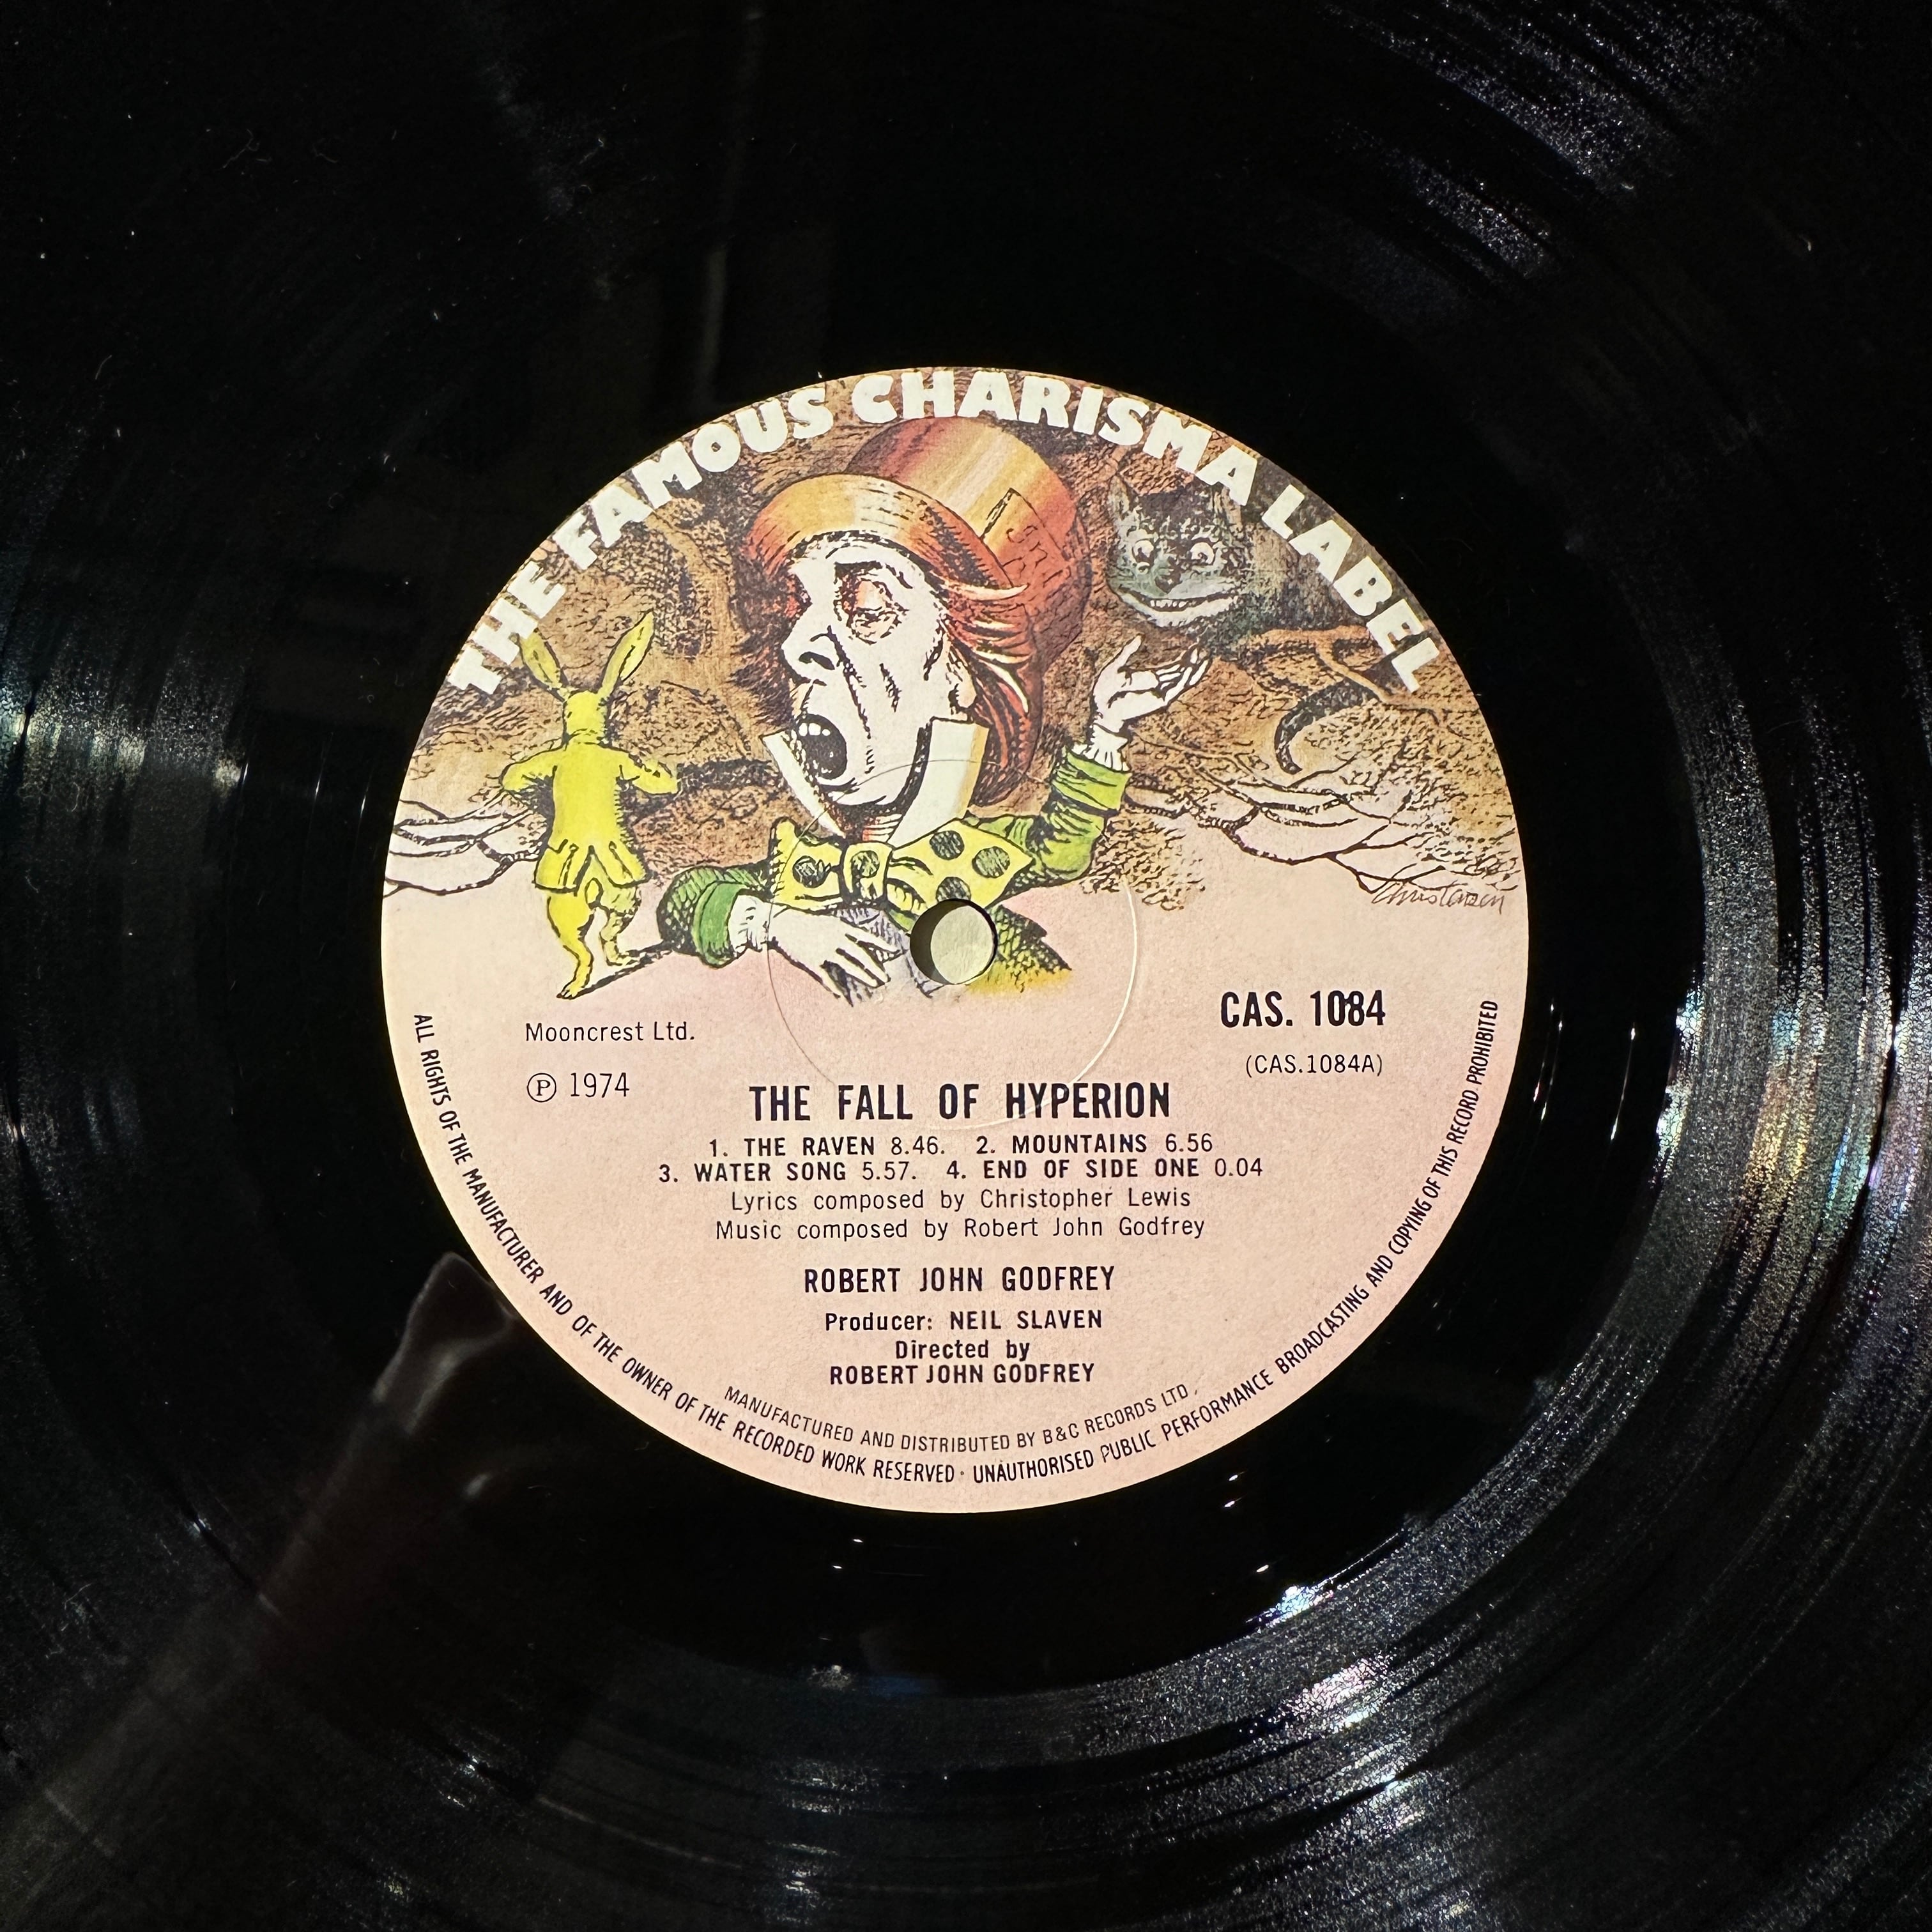 THE FAMOUS CHARISMA LABEL
Christensen
Mooncrest Ltd.
Ⓟ 1974
CAS. 1084
(CAS.1084A)
THE FALL OF HYPERION
1. THE RAVEN 8.46. 2. MOUNTAINS 6.56
3. WATER SONG 5.57. 4. END OF SIDE ONE 0.04
Lyrics composed by Christopher Lewis
Music composed by Robert John Godfrey
ROBERT JOHN GODFREY
Producer: NEIL SLAVEN
Directed by
ROBERT JOHN GODFREY
MANUFACTURED AND DISTRIBUTED BY B&C RECORDS LTD.
ALL RIGHTS OF THE MANUFACTURER AND OF THE OWNER OF THE RECORDED WORK RESERVED · UNAUTHORISED PUBLIC PERFORMANCE BROADCASTING AND COPYING OF THIS RECORD PROHIBITED